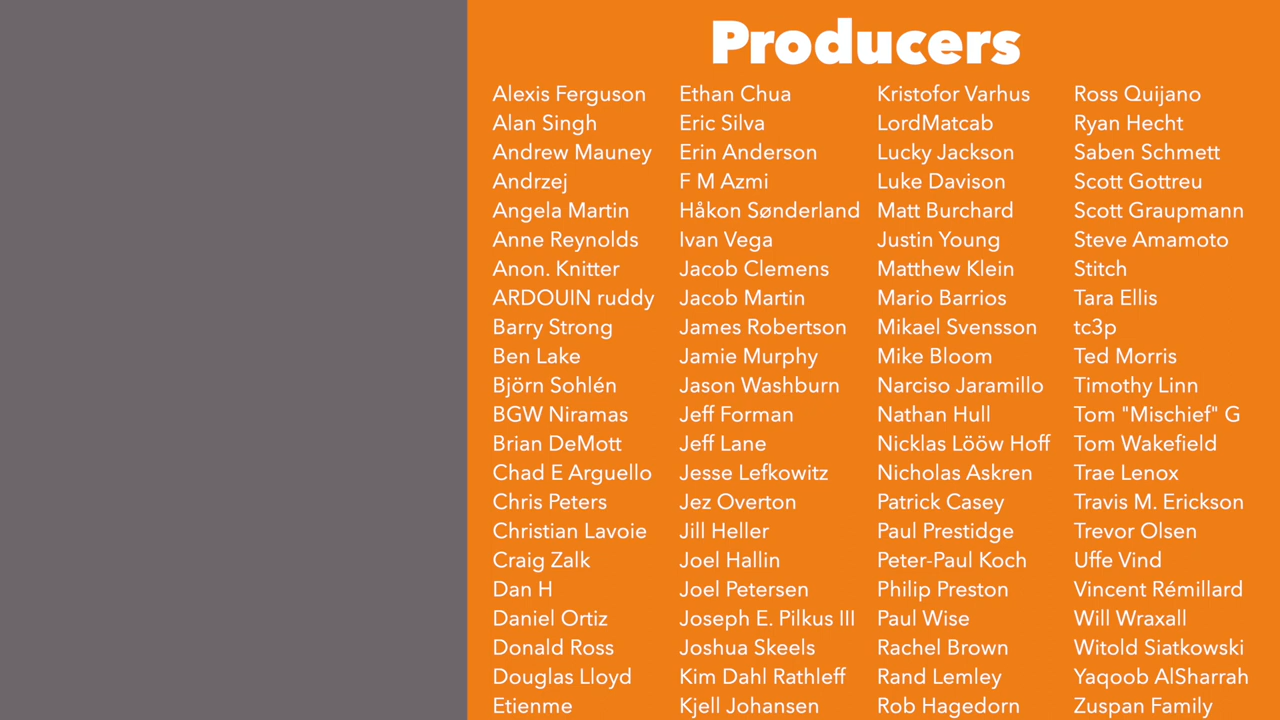 Producers
Alexis Ferguson
Alan Singh
Andrew Mauney
Andrzej
Angela Martin
Anne Reynolds
Anon. Knitter
ARDOUIN ruddy
Barry Strong
Ben Lake
Björn Sohlén
BGW Niramas
Brian DeMott
Chad E Arguello
Chris Peters
Christian Lavoie
Craig Zalk
Dan H
Daniel Ortiz
Donald Ross
Douglas Lloyd
Etienme
Ethan Chua
Eric Silva
Erin Anderson
F M Azmi
Håkon Sønderland
Ivan Vega
Jacob Clemens
Jacob Martin
James Robertson
Jamie Murphy
Jason Washburn
Jeff Forman
Jeff Lane
Jesse Lefkowitz
Jez Overton
Jill Heller
Joel Hallin
Joel Petersen
Joseph E. Pilkus III
Joshua Skeels
Kim Dahl Rathleff
Kjell Johansen
Kristofor Varhus
LordMatcab
Lucky Jackson
Luke Davison
Matt Burchard
Justin Young
Matthew Klein
Mario Barrios
Mikael Svensson
Mike Bloom
Narciso Jaramillo
Nathan Hull
Nicklas Lööw Hoff
Nicholas Askren
Patrick Casey
Paul Prestidge
Peter-Paul Koch
Philip Preston
Paul Wise
Rachel Brown
Rand Lemley
Rob Hagedorn
Ross Quijano
Ryan Hecht
Saben Schmett
Scott Gottreu
Scott Graupmann
Steve Amamoto
Stitch
Tara Ellis
tc3p
Ted Morris
Timothy Linn
Tom "Mischief" G
Tom Wakefield
Trae Lenox
Travis M. Erickson
Trevor Olsen
Uffe Vind
Vincent Rémillard
Will Wraxall
Witold Siatkowski
Yaqoob AlSharrah
Zuspan Family